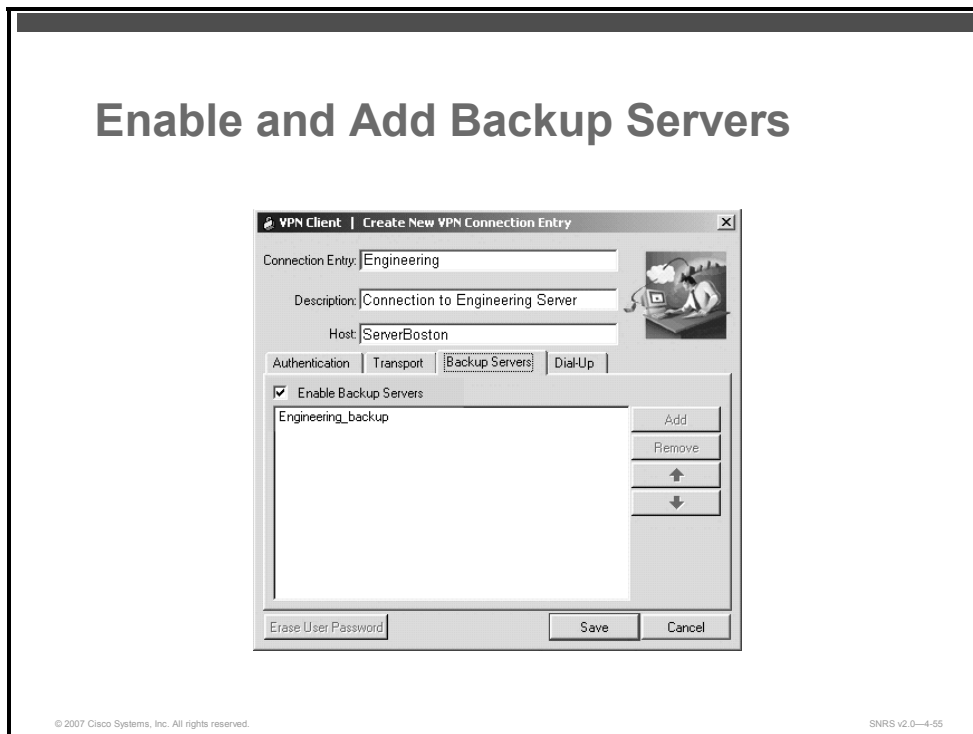 Enable and Add Backup Servers
VPN Client | Create New VPN Connection Entry
Connection Entry: Engineering
Description: Connection to Engineering Server
Host: ServerBoston
Authentication Transport Backup Servers Dial-Up
Enable Backup Servers
Engineering_backup
Add
Remove
Erase User Password Save Cancel
© 2007 Cisco Systems, Inc. All rights reserved. SNRS v2.0—4-55